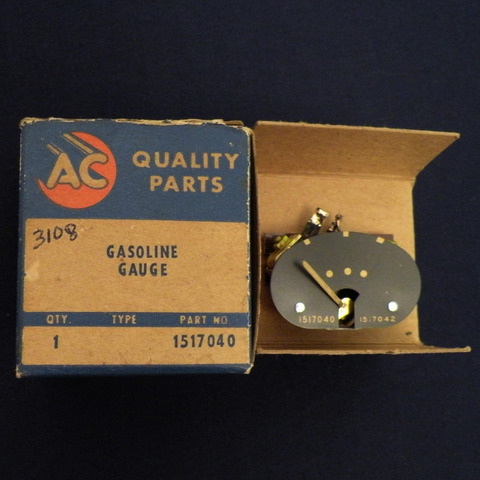 AC
QUALITY
PARTS
3108
GASOLINE
GAUGE
QTY. TYPE PART NO
1 1517040
1517040 1517042